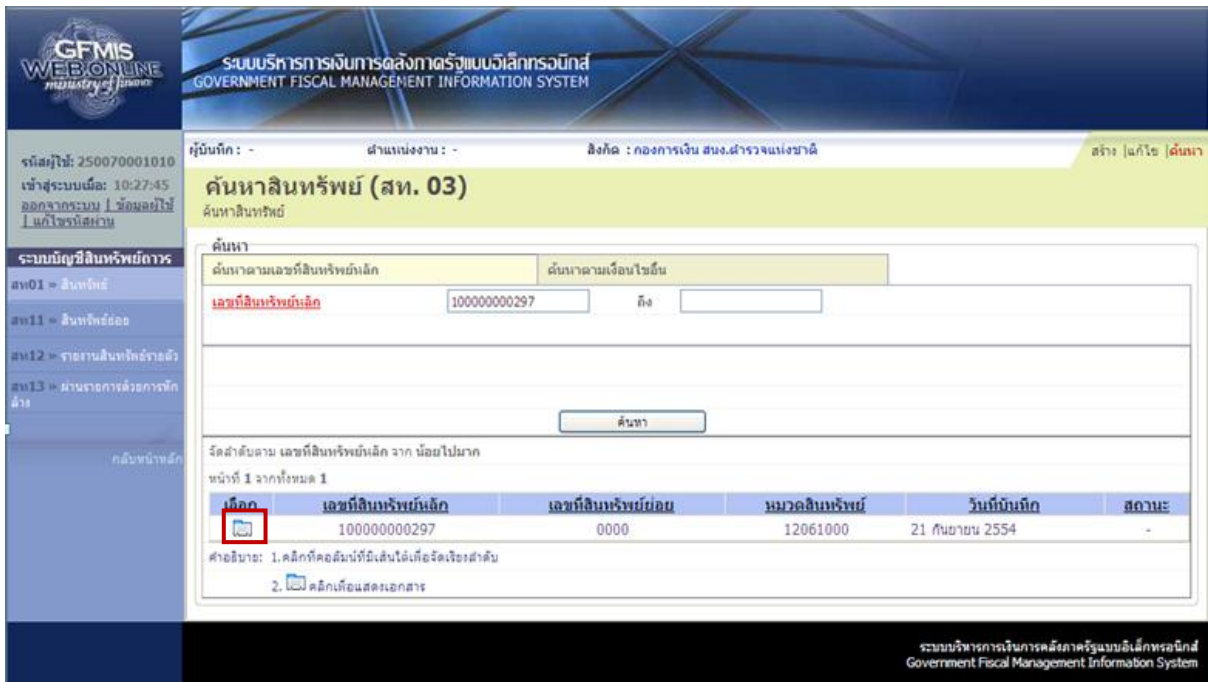 GFMIS
WEB ONLINE
ministry of finance
ระบบบริหารการเงินการคลังภาครัฐแบบอิเล็กทรอนิกส์
GOVERNMENT FISCAL MANAGEMENT INFORMATION SYSTEM
รหัสผู้ใช้: 250070001010
เข้าสู่ระบบเมื่อ: 10:27:45
ออกจากระบบ | ข้อมูลผู้ใช้
| แก้ไขรหัสผ่าน
ระบบบัญชีสินทรัพย์ถาวร
สท01 » สินทรัพย์
สท11 » สินทรัพย์ย่อย
สท12 » รายงานสินทรัพย์รายตัว
สท13 » ผ่านรายการด้วยการหัก
ล้าง
กลับหน้าหลัก
ผู้บันทึก : - ตำแหน่งงาน : - สังกัด : กองการเงิน สนง.ตำรวจแห่งชาติ สร้าง |แก้ไข |ค้นหา
ค้นหาสินทรัพย์ (สท. 03)
ค้นหาสินทรัพย์
ค้นหา
ค้นหาตามเลขที่สินทรัพย์หลัก ค้นหาตามเงื่อนไขอื่น
เลขที่สินทรัพย์หลัก 100000000297 ถึง
ค้นหา
จัดลำดับตาม เลขที่สินทรัพย์หลัก จาก น้อยไปมาก
หน้าที่ 1 จากทั้งหมด 1
เลือก เลขที่สินทรัพย์หลัก เลขที่สินทรัพย์ย่อย หมวดสินทรัพย์ วันที่บันทึก สถานะ
100000000297 0000 12061000 21 กันยายน 2554 -
คำอธิบาย: 1.คลิกที่คอลัมน์ที่มีเส้นใต้เพื่อจัดเรียงลำดับ
2. คลิกเพื่อแสดงเอกสาร
ระบบบริหารการเงินการคลังภาครัฐแบบอิเล็กทรอนิกส์
Government Fiscal Management Information System